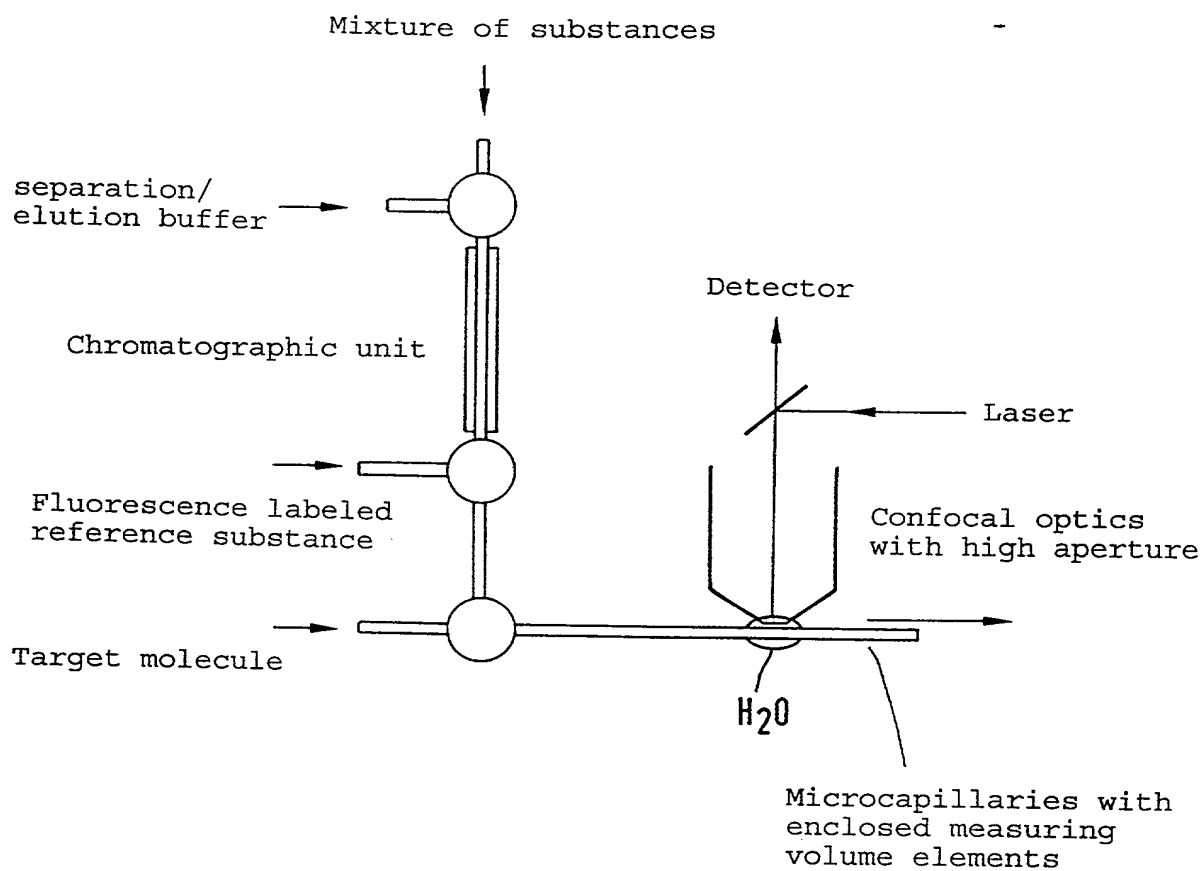 Mixture of substances
separation/
elution buffer
Detector
Chromatographic unit
Laser
Fluorescence labeled
reference substance
Confocal optics
with high aperture
Target molecule
H2O
Microcapillaries with
enclosed measuring
volume elements